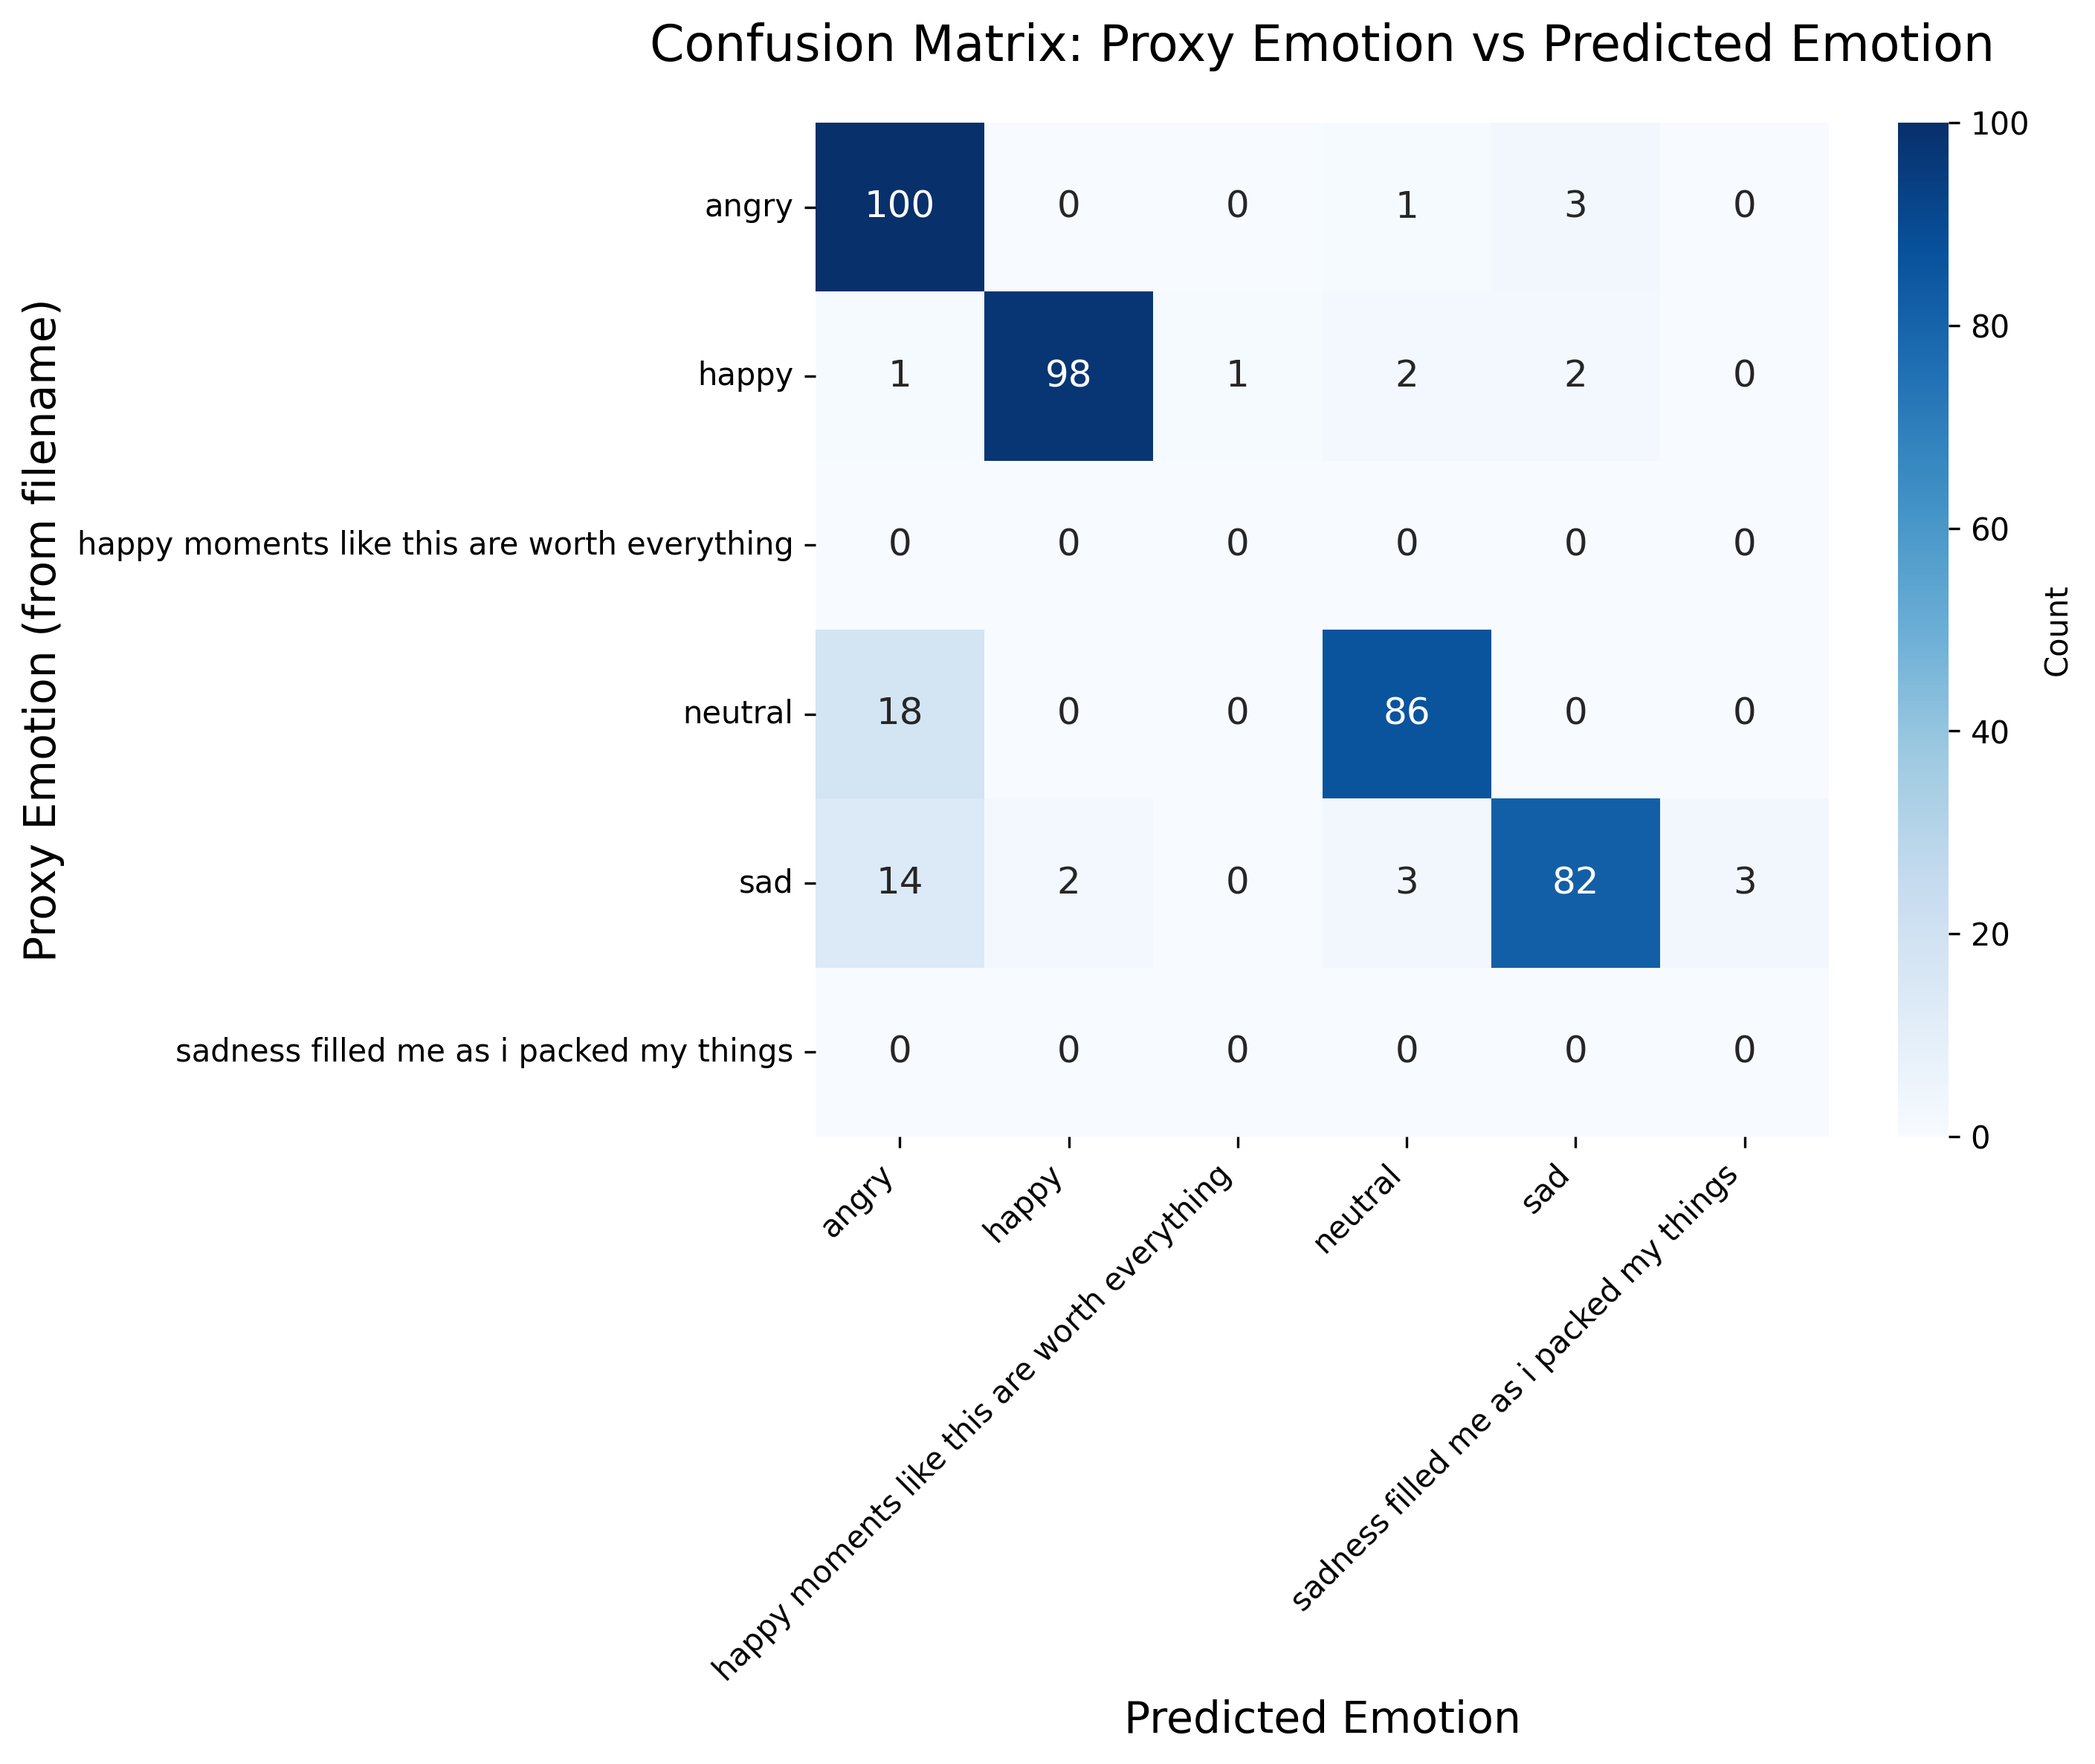 Confusion Matrix: Proxy Emotion vs Predicted Emotion
Proxy Emotion (from filename)
angry 100 0 0 1 3 0
happy 1 98 1 2 2 0
happy moments like this are worth everything 0 0 0 0 0 0
neutral 18 0 0 86 0 0
sad 14 2 0 3 82 3
sadness filled me as i packed my things 0 0 0 0 0 0
angry
happy
happy moments like this are worth everything
neutral
sad
sadness filled me as i packed my things
Predicted Emotion
100
80
60
40
20
0
Count